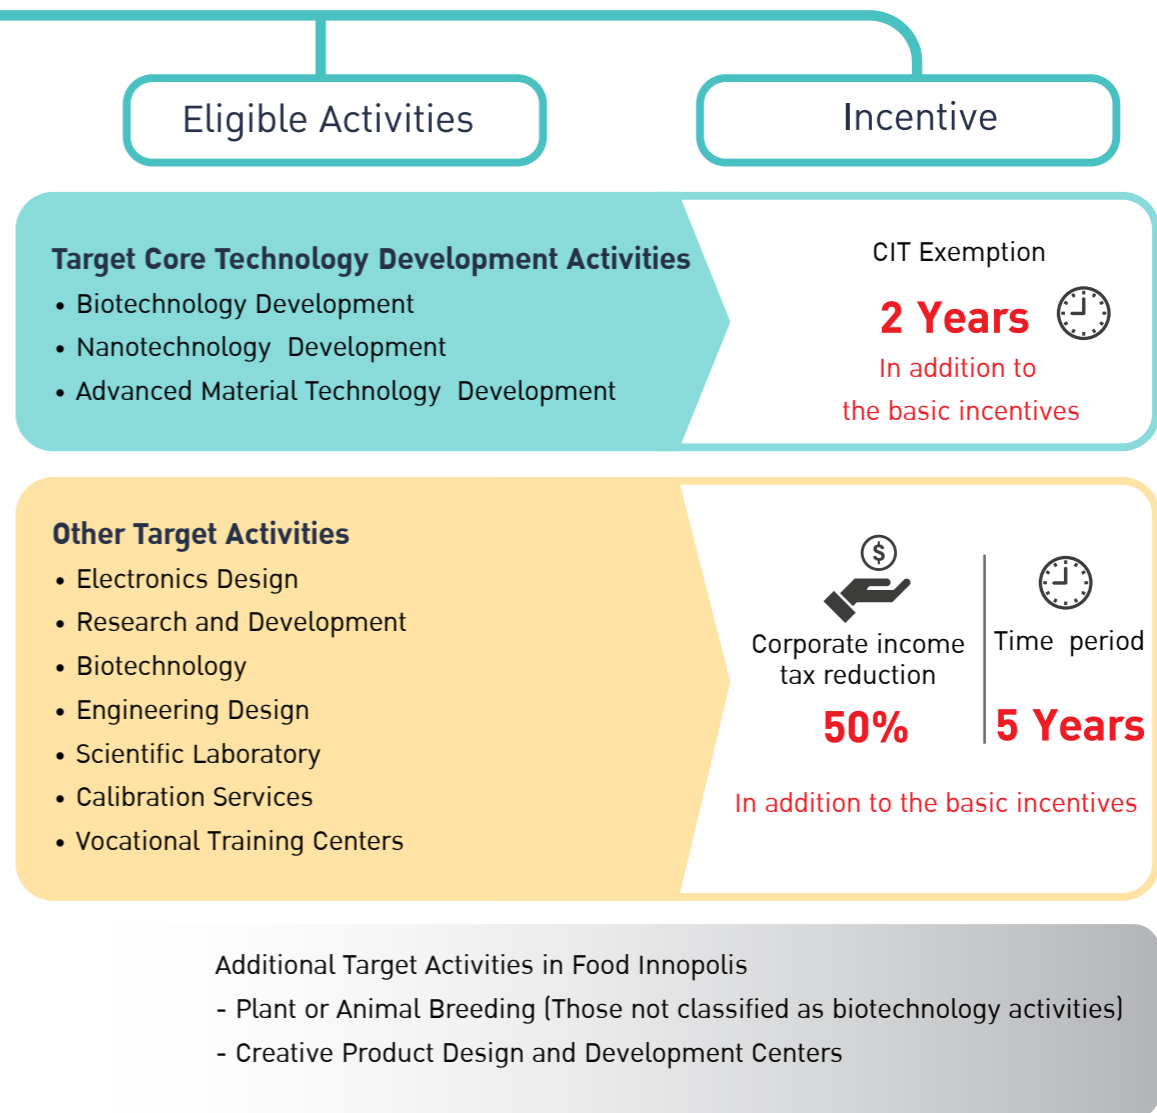 Eligible Activities
Incentive
Target Core Technology Development Activities
• Biotechnology Development
• Nanotechnology Development
• Advanced Material Technology Development
CIT Exemption
2 Years
In addition to
the basic incentives
Other Target Activities
• Electronics Design
• Research and Development
• Biotechnology
• Engineering Design
• Scientific Laboratory
• Calibration Services
• Vocational Training Centers
$
Corporate income
tax reduction
50%
Time period
5 Years
In addition to the basic incentives
Additional Target Activities in Food Innopolis
- Plant or Animal Breeding (Those not classified as biotechnology activities)
- Creative Product Design and Development Centers